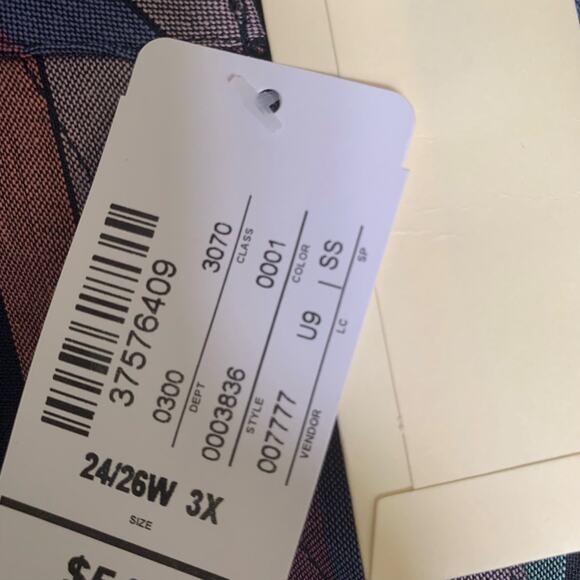 37576409
0300 3070
DEPT CLASS
0003836 0001
STYLE COLOR
007777 U9 | SS
VENDOR LC SP
24/26W 3X
SIZE